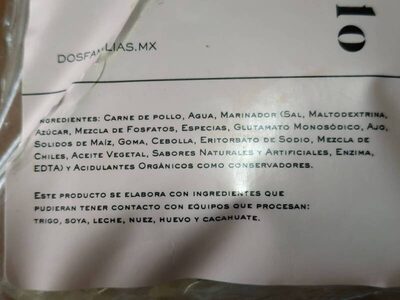 DOSFAMILIAS.MX
lo
INGREDIENTES: CARNE DE POLLO, AGUA, MARINADOR (SAL, MALTODEXTRINA,
AZÚCAR, MEZCLA DE FOSFATOS, ESPECIAS, GLUTAMATO MONOSÓDICO, AJO,
SOLIDOS DE MAÍZ, GOMA, CEBOLLA, ERITORBATO DE SODIO, MEZCLA DE
CHILES, ACEITE VEGETAL, SABORES NATURALES Y ARTIFICIALES, ENZIMA,
EDTA) Y ACIDULANTES ORGÁNICOS COMO CONSERVADORES.
ESTE PRODUCTO SE ELABORA CON INGREDIENTES QUE
PUDIERAN TENER CONTACTO CON EQUIPOS QUE PROCESAN:
TRIGO, SOYA, LECHE, NUEZ, HUEVO Y CACAHUATE.